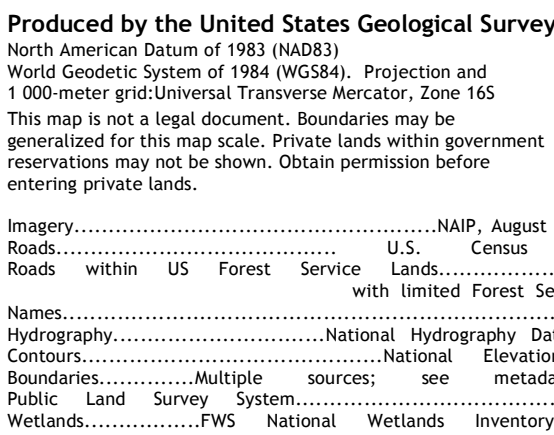 Produced by the United States Geological Survey
North American Datum of 1983 (NAD83)
World Geodetic System of 1984 (WGS84). Projection and
1 000-meter grid:Universal Transverse Mercator, Zone 16S
This map is not a legal document. Boundaries may be
generalized for this map scale. Private lands within government
reservations may not be shown. Obtain permission before
entering private lands.
Imagery.....................................................NAIP, August
Roads......................................... U.S. Census
Roads within US Forest Service Lands.................
with limited Forest Se
Names........................................................................
Hydrography...............................National Hydrography Dat
Contours............................................National Elevation
Boundaries..............Multiple sources; see metada
Public Land Survey System......................................
Wetlands.................FWS National Wetlands Inventory